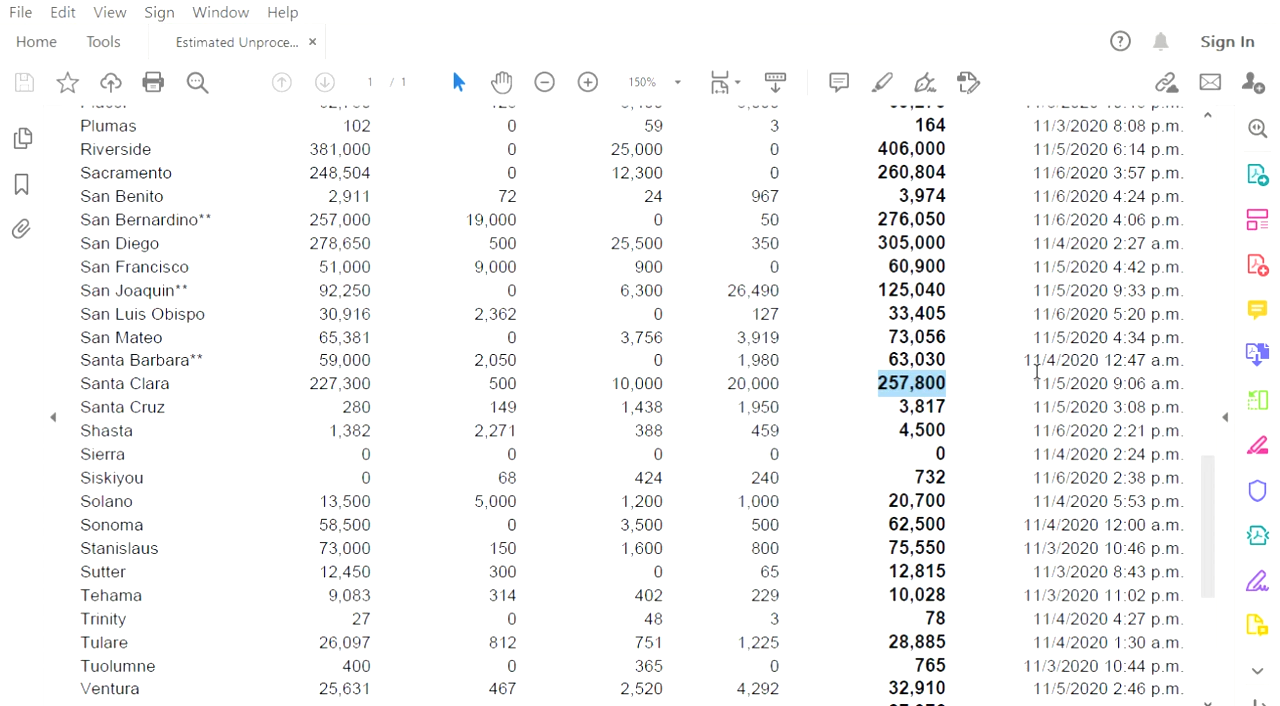 File Edit View Sign Window Help
Home Tools Estimated Unproce... × Sign In
1 / 1 150%
Plumas 102 0 59 3 164 11/3/2020 8:08 p.m.
Riverside 381,000 0 25,000 0 406,000 11/5/2020 6:14 p.m.
Sacramento 248,504 0 12,300 0 260,804 11/6/2020 3:57 p.m.
San Benito 2,911 72 24 967 3,974 11/6/2020 4:24 p.m.
San Bernardino** 257,000 19,000 0 50 276,050 11/6/2020 4:06 p.m.
San Diego 278,650 500 25,500 350 305,000 11/4/2020 2:27 a.m.
San Francisco 51,000 9,000 900 0 60,900 11/5/2020 4:42 p.m.
San Joaquin** 92,250 0 6,300 26,490 125,040 11/5/2020 9:33 p.m.
San Luis Obispo 30,916 2,362 0 127 33,405 11/6/2020 5:20 p.m.
San Mateo 65,381 0 3,756 3,919 73,056 11/5/2020 4:34 p.m.
Santa Barbara** 59,000 2,050 0 1,980 63,030 11/4/2020 12:47 a.m.
Santa Clara 227,300 500 10,000 20,000 257,800 11/5/2020 9:06 a.m.
Santa Cruz 280 149 1,438 1,950 3,817 11/5/2020 3:08 p.m.
Shasta 1,382 2,271 388 459 4,500 11/6/2020 2:21 p.m.
Sierra 0 0 0 0 0 11/4/2020 2:24 p.m.
Siskiyou 0 68 424 240 732 11/6/2020 2:38 p.m.
Solano 13,500 5,000 1,200 1,000 20,700 11/4/2020 5:53 p.m.
Sonoma 58,500 0 3,500 500 62,500 11/4/2020 12:00 a.m.
Stanislaus 73,000 150 1,600 800 75,550 11/3/2020 10:46 p.m.
Sutter 12,450 300 0 65 12,815 11/3/2020 8:43 p.m.
Tehama 9,083 314 402 229 10,028 11/3/2020 11:02 p.m.
Trinity 27 0 48 3 78 11/4/2020 4:27 p.m.
Tulare 26,097 812 751 1,225 28,885 11/4/2020 1:30 a.m.
Tuolumne 400 0 365 0 765 11/3/2020 10:44 p.m.
Ventura 25,631 467 2,520 4,292 32,910 11/5/2020 2:46 p.m.